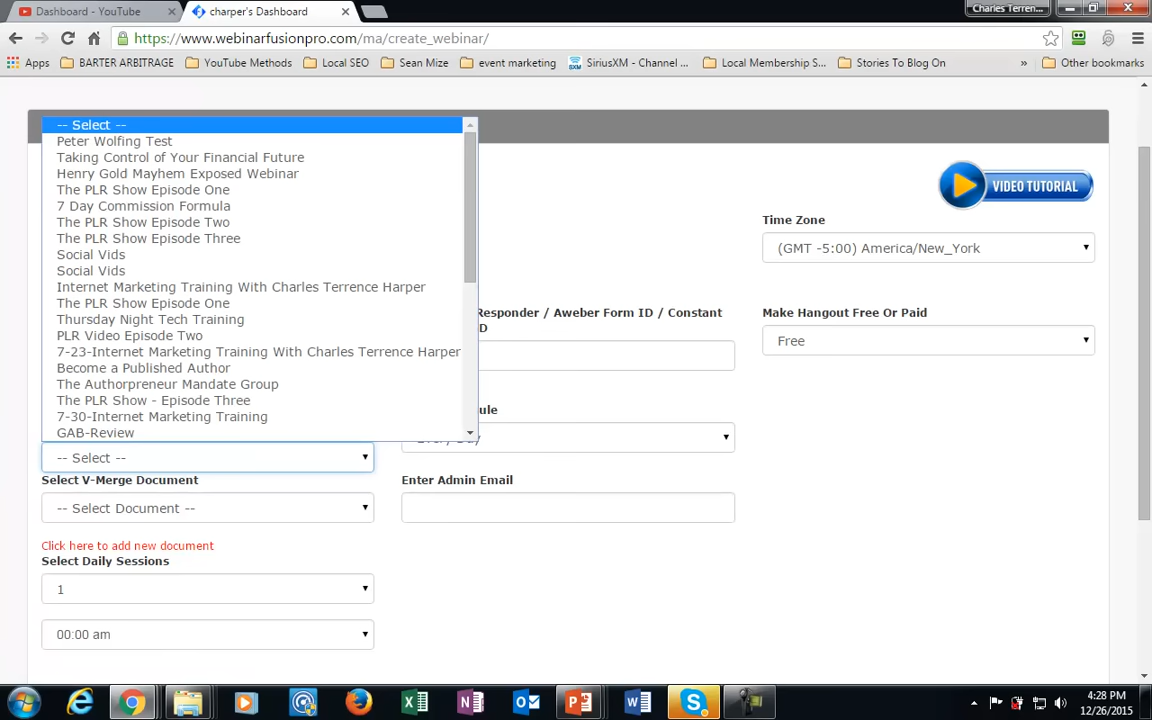 Dashboard - YouTube
charper's Dashboard
Charles Terren...
https://www.webinarfusionpro.com/ma/create_webinar/
Apps
BARTER ARBITRAGE
YouTube Methods
Local SEO
Sean Mize
event marketing
SiriusXM - Channel ...
Local Membership S...
Stories To Blog On
»
Other bookmarks
-- Select --
Peter Wolfing Test
Taking Control of Your Financial Future
Henry Gold Mayhem Exposed Webinar
The PLR Show Episode One
7 Day Commission Formula
The PLR Show Episode Two
The PLR Show Episode Three
Social Vids
Social Vids
Internet Marketing Training With Charles Terrence Harper
The PLR Show Episode One
Thursday Night Tech Training
PLR Video Episode Two
7-23-Internet Marketing Training With Charles Terrence Harper
Become a Published Author
The Authorpreneur Mandate Group
The PLR Show - Episode Three
7-30-Internet Marketing Training
GAB-Review
VIDEO TUTORIAL
Time Zone
(GMT -5:00) America/New_York
Responder / Aweber Form ID / Constant
D
Make Hangout Free Or Paid
Free
ule
-- Select --
Select V-Merge Document
Enter Admin Email
-- Select Document --
Click here to add new document
Select Daily Sessions
1
00:00 am
4:28 PM
12/26/2015